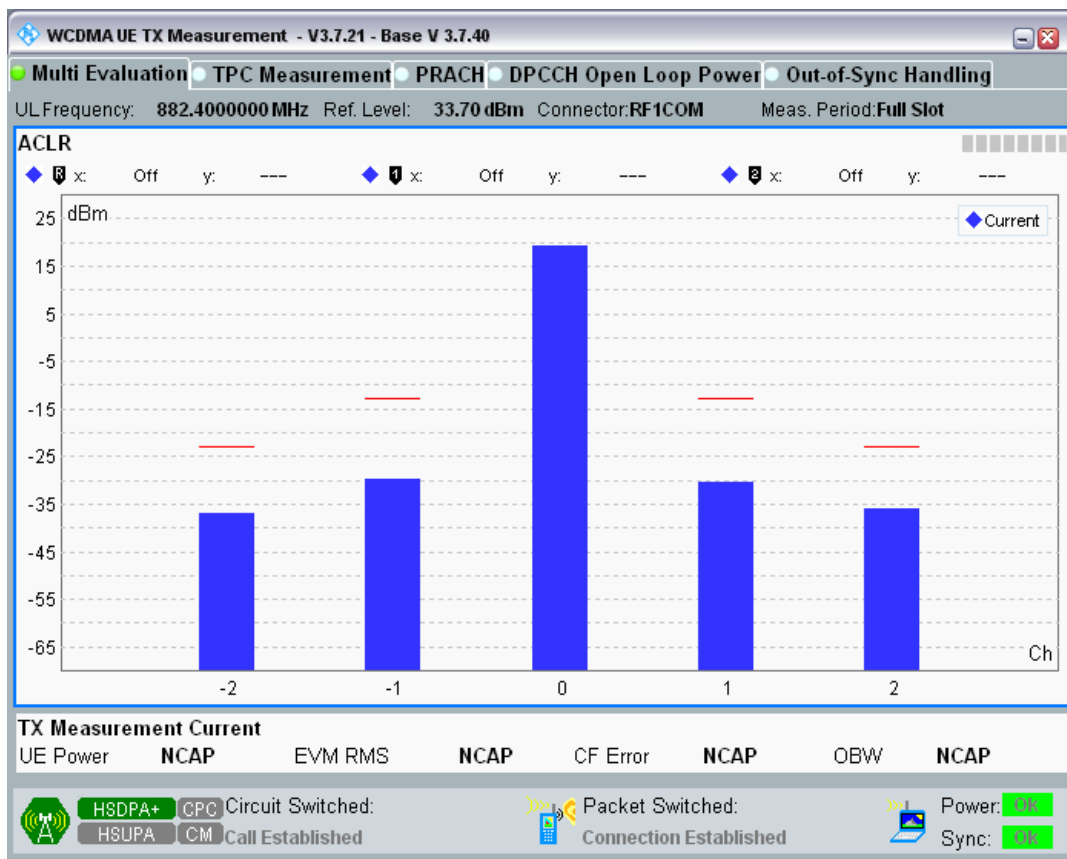 WCDMA UE TX Measurement - V3.7.21 - Base V 3.7.40
Multi Evaluation TPC Measurement PRACH DPCCH Open Loop Power Out-of-Sync Handling
UL Frequency: 882.4000000 MHz Ref. Level: 33.70 dBm Connector:RF1COM Meas. Period:Full Slot
ACLR
R x: Off y: --- 1 x: Off y: --- 2 x: Off y: ---
dBm
Current
25
15
5
-5
-15
-25
-35
-45
-55
-65
Ch
-2 -1 0 1 2
TX Measurement Current
UE Power NCAP EVM RMS NCAP CF Error NCAP OBW NCAP
HSDPA+ CPC Circuit Switched: Packet Switched: Power: OK
HSUPA CM Call Established Connection Established Sync: OK